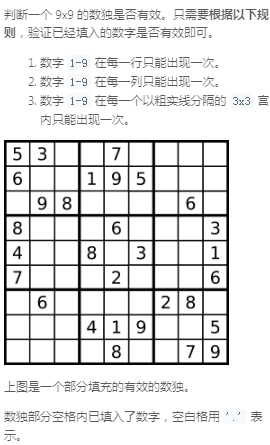 判断一个 9x9 的数独是否有效。只需要根据以下规
则，验证已经填入的数字是否有效即可。
1. 数字 1-9 在每一行只能出现一次。
2. 数字 1-9 在每一列只能出现一次。
3. 数字 1-9 在每一个以粗实线分隔的 3x3 宫
内只能出现一次。
5 3 7
6 1 9 5
9 8 6
8 6 3
4 8 3 1
7 2 6
6 2 8
4 1 9 5
8 7 9
上图是一个部分填充的有效的数独。
数独部分空格内已填入了数字，空白格用 '.' 表
示。